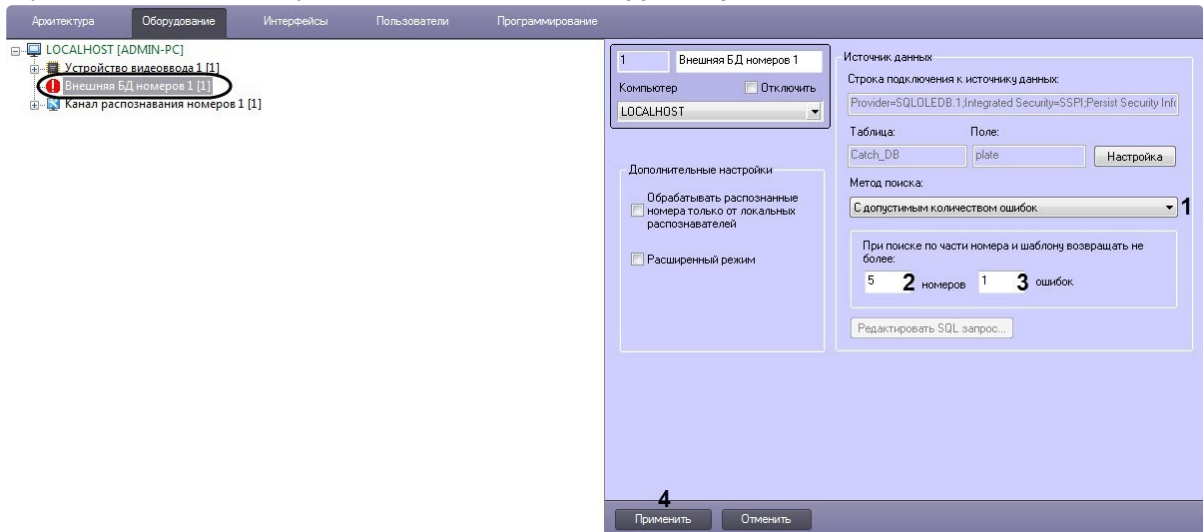 Архитектура Оборудование Интерфейсы Пользователи Программирование
LOCALHOST [ADMIN-PC]
Устройство видеоввода 1 [1]
Внешняя БД номеров 1 [1]
Канал распознавания номеров 1 [1]
1 Внешняя БД номеров 1
Компьютер Отключить
LOCALHOST
Дополнительные настройки
Обрабатывать распознанные
номера только от локальных
распознавателей
Расширенный режим
Источник данных
Строка подключения к источнику данных:
Provider=SQLOLEDB.1;Integrated Security=SSPI;Persist Security Info
Таблица: Поле:
Catch_DB plate Настройка
Метод поиска:
С допустимым количеством ошибок 1
При поиске по части номера и шаблону возвращать не
более:
5 2 номеров 1 3 ошибок
Редактировать SQL запрос...
4
Применить Отменить